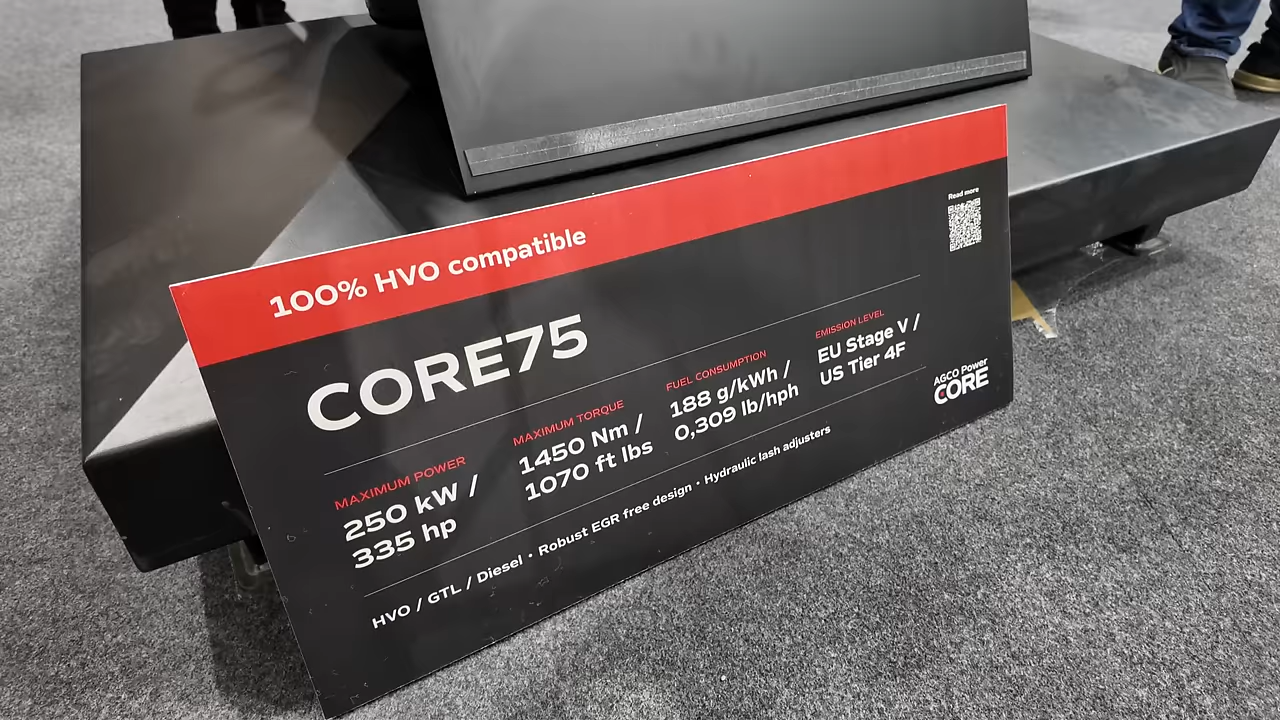 100% HVO compatible
Read more
CORE75
MAXIMUM POWER
250 kW /
335 hp
MAXIMUM TORQUE
1450 Nm /
1070 ft lbs
FUEL CONSUMPTION
188 g/kWh /
0,309 lb/hph
EMISSION LEVEL
EU Stage V /
US Tier 4F
HVO / GTL / Diesel • Robust EGR free design • Hydraulic lash adjusters
AGCO Power
CORE